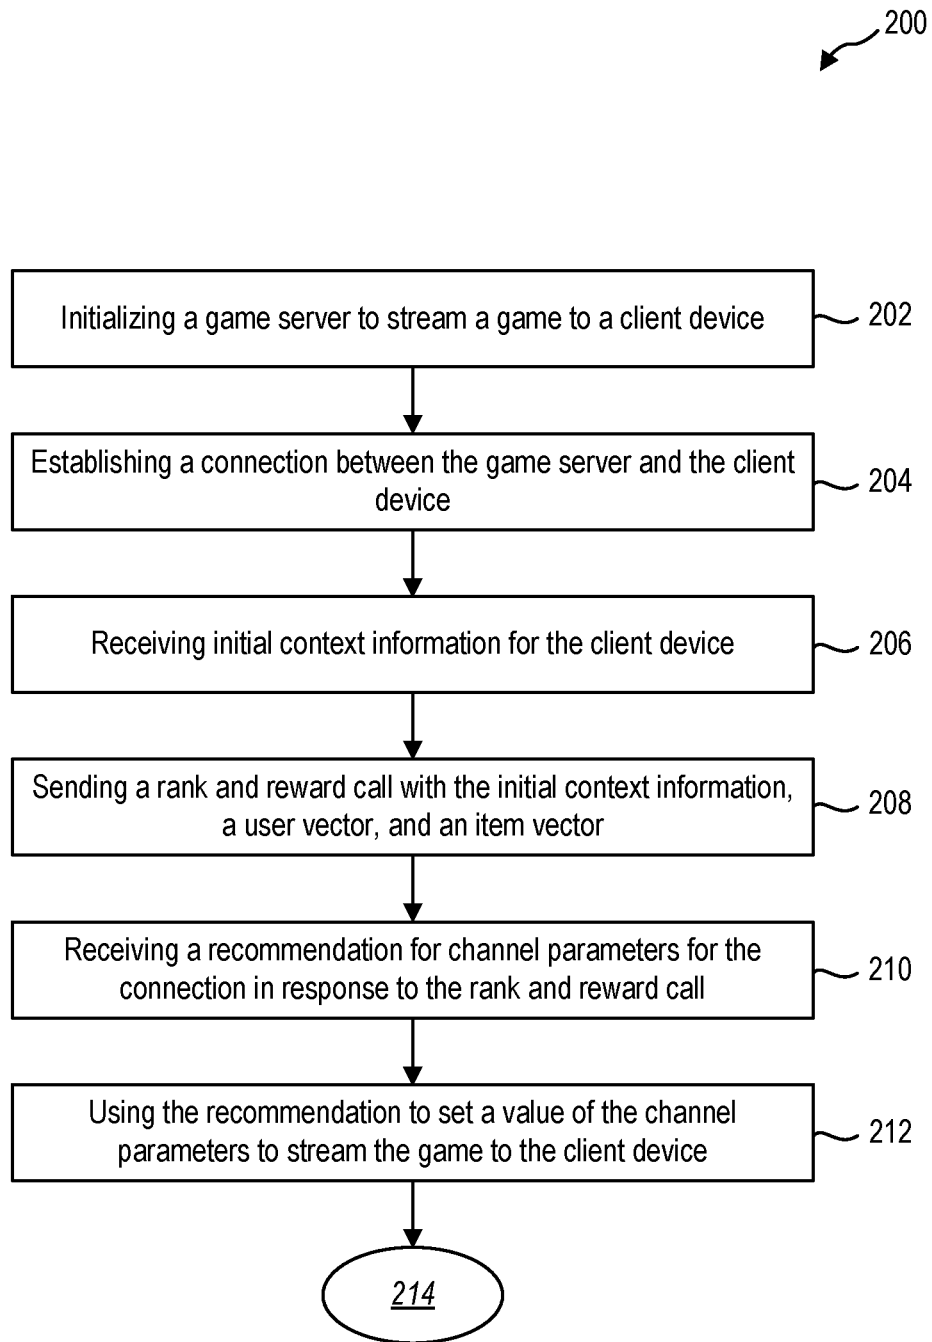 200
Initializing a game server to stream a game to a client device
202
Establishing a connection between the game server and the client
device
204
Receiving initial context information for the client device
206
Sending a rank and reward call with the initial context information,
a user vector, and an item vector
208
Receiving a recommendation for channel parameters for the
connection in response to the rank and reward call
210
Using the recommendation to set a value of the channel
parameters to stream the game to the client device
212
214